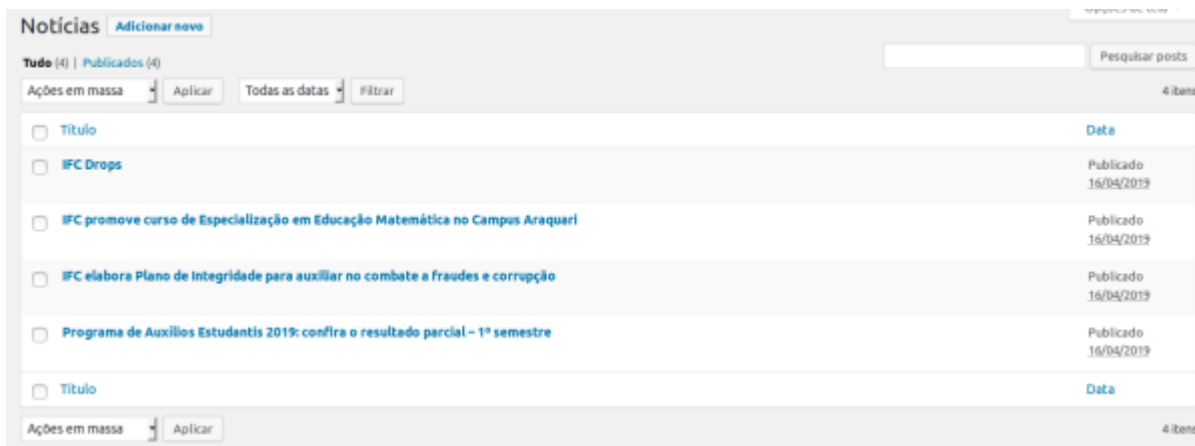 Opções de tela
Notícias Adicionar novo
Tudo (4) | Publicados (4)
Pesquisar posts
Ações em massa Aplicar Todas as datas Filtrar 4 itens
Título Data
IFC Drops Publicado
16/04/2019
IFC promove curso de Especialização em Educação Matemática no Campus Araquari Publicado
16/04/2019
IFC elabora Plano de Integridade para auxiliar no combate a fraudes e corrupção Publicado
16/04/2019
Programa de Auxílios Estudantis 2019: confira o resultado parcial – 1º semestre Publicado
16/04/2019
Título Data
Ações em massa Aplicar 4 itens